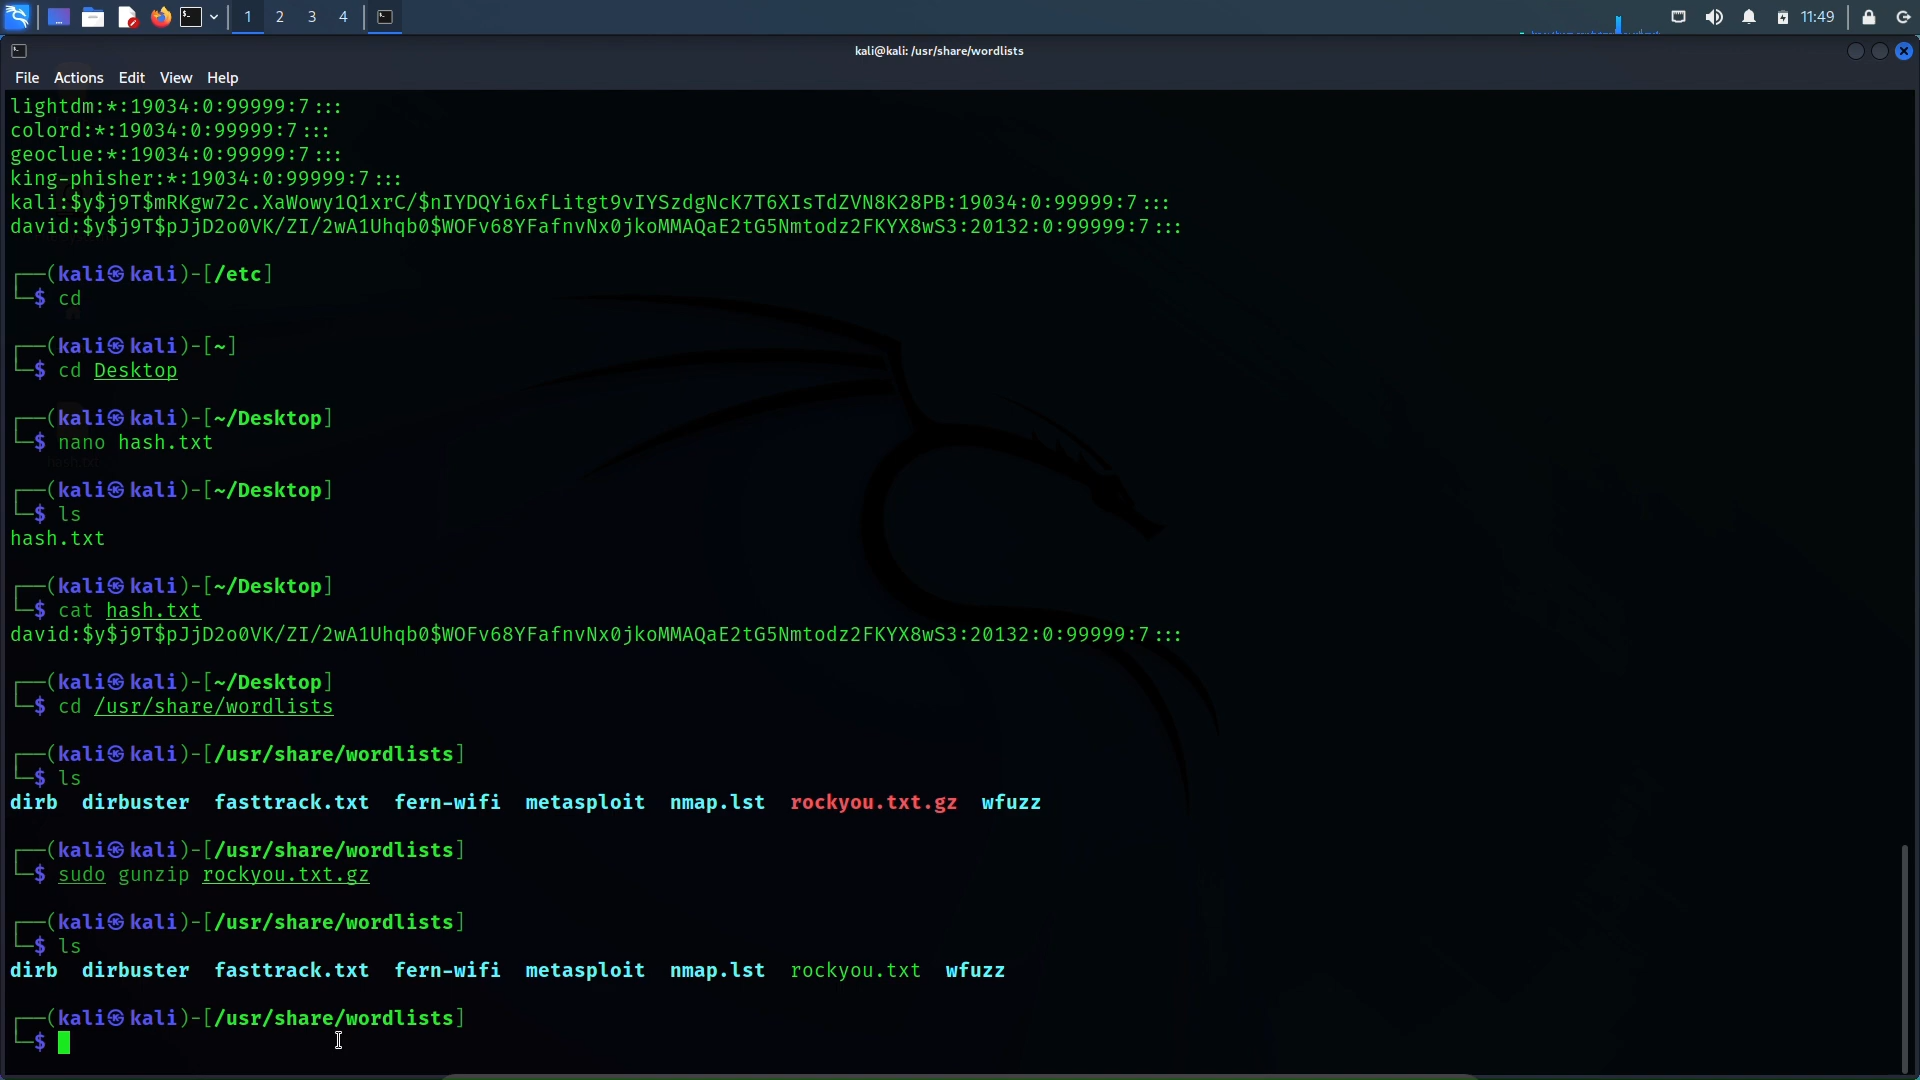 1 2 3 4 11:49
kali@kali: /usr/share/wordlists
File Actions Edit View Help
lightdm:*:19034:0:99999:7:::
colord:*:19034:0:99999:7:::
geoclue:*:19034:0:99999:7:::
king-phisher:*:19034:0:99999:7:::
kali:$y$j9T$mRKgw72c.XaWowy1Q1xrC/$nIYDQYi6xfLitgt9vIYSzdgNcK7T6XIsTdZVN8K28PB:19034:0:99999:7:::
david:$y$j9T$pJjD2o0VK/ZI/2wA1Uhqb0$WOFv68YFafnvNx0jkoMMAQaE2tG5Nmtodz2FKYX8wS3:20132:0:99999:7:::
┌──(kali㉿kali)-[/etc]
└─$ cd
┌──(kali㉿kali)-[~]
└─$ cd Desktop
┌──(kali㉿kali)-[~/Desktop]
└─$ nano hash.txt
┌──(kali㉿kali)-[~/Desktop]
└─$ ls
hash.txt
┌──(kali㉿kali)-[~/Desktop]
└─$ cat hash.txt
david:$y$j9T$pJjD2o0VK/ZI/2wA1Uhqb0$WOFv68YFafnvNx0jkoMMAQaE2tG5Nmtodz2FKYX8wS3:20132:0:99999:7:::
┌──(kali㉿kali)-[~/Desktop]
└─$ cd /usr/share/wordlists
┌──(kali㉿kali)-[/usr/share/wordlists]
└─$ ls
dirb dirbuster fasttrack.txt fern-wifi metasploit nmap.lst rockyou.txt.gz wfuzz
┌──(kali㉿kali)-[/usr/share/wordlists]
└─$ sudo gunzip rockyou.txt.gz
┌──(kali㉿kali)-[/usr/share/wordlists]
└─$ ls
dirb dirbuster fasttrack.txt fern-wifi metasploit nmap.lst rockyou.txt wfuzz
┌──(kali㉿kali)-[/usr/share/wordlists]
└─$